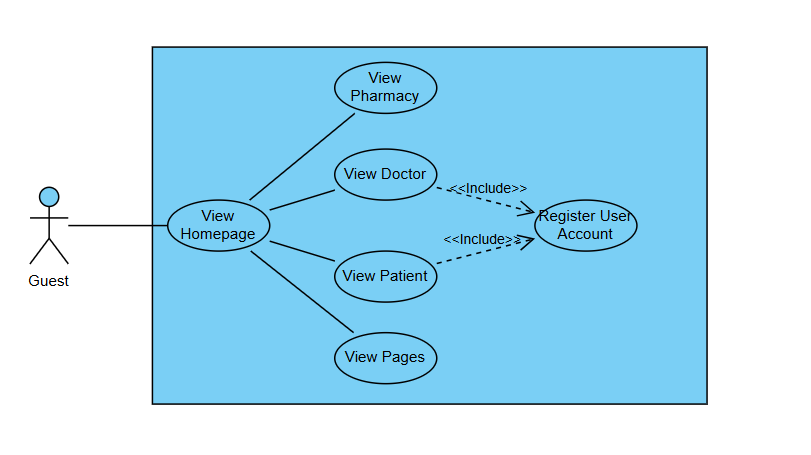 View
Pharmacy
View Doctor
<<Include>>
Register User
Account
View
Homepage
<<Include>>
View Patient
Guest
View Pages